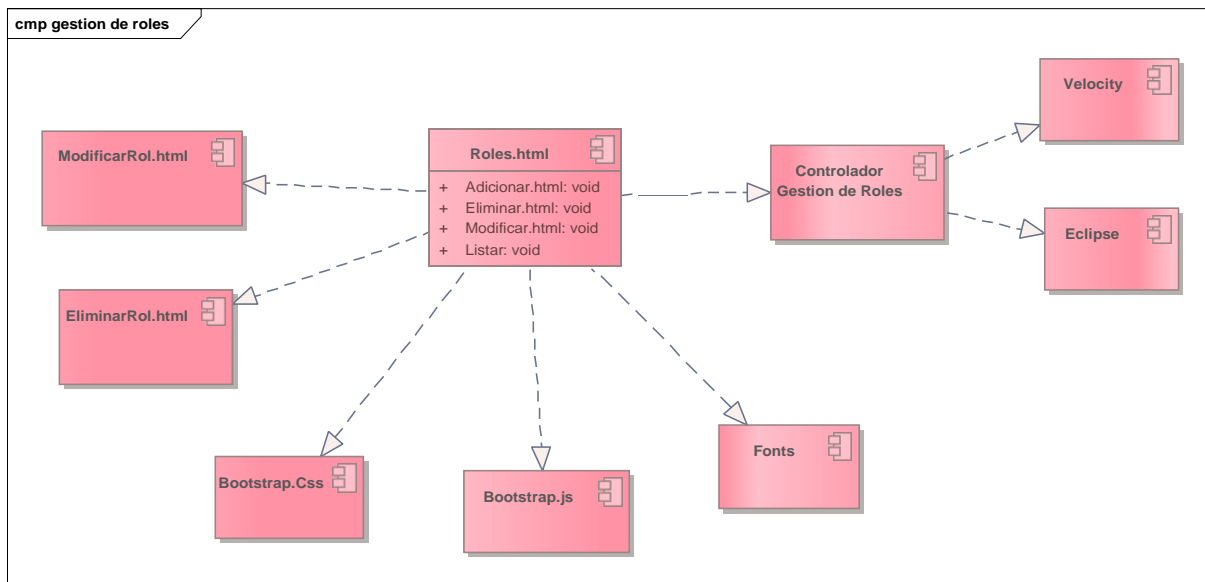 cmp gestion de roles
Velocity
ModificarRol.html
Roles.html
+ Adicionar.html: void
+ Eliminar.html: void
+ Modificar.html: void
+ Listar: void
Controlador
Gestion de Roles
Eclipse
EliminarRol.html
Bootstrap.Css
Bootstrap.js
Fonts